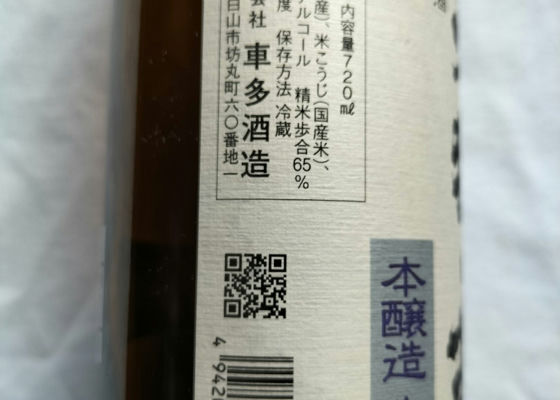 酒
内容量720㎖
産)、米こうじ(国産米)、
ルコール 精米歩合65%
度 保存方法 冷蔵
会社 車多酒造
白山市坊丸町六〇番地一
本醸造
4942